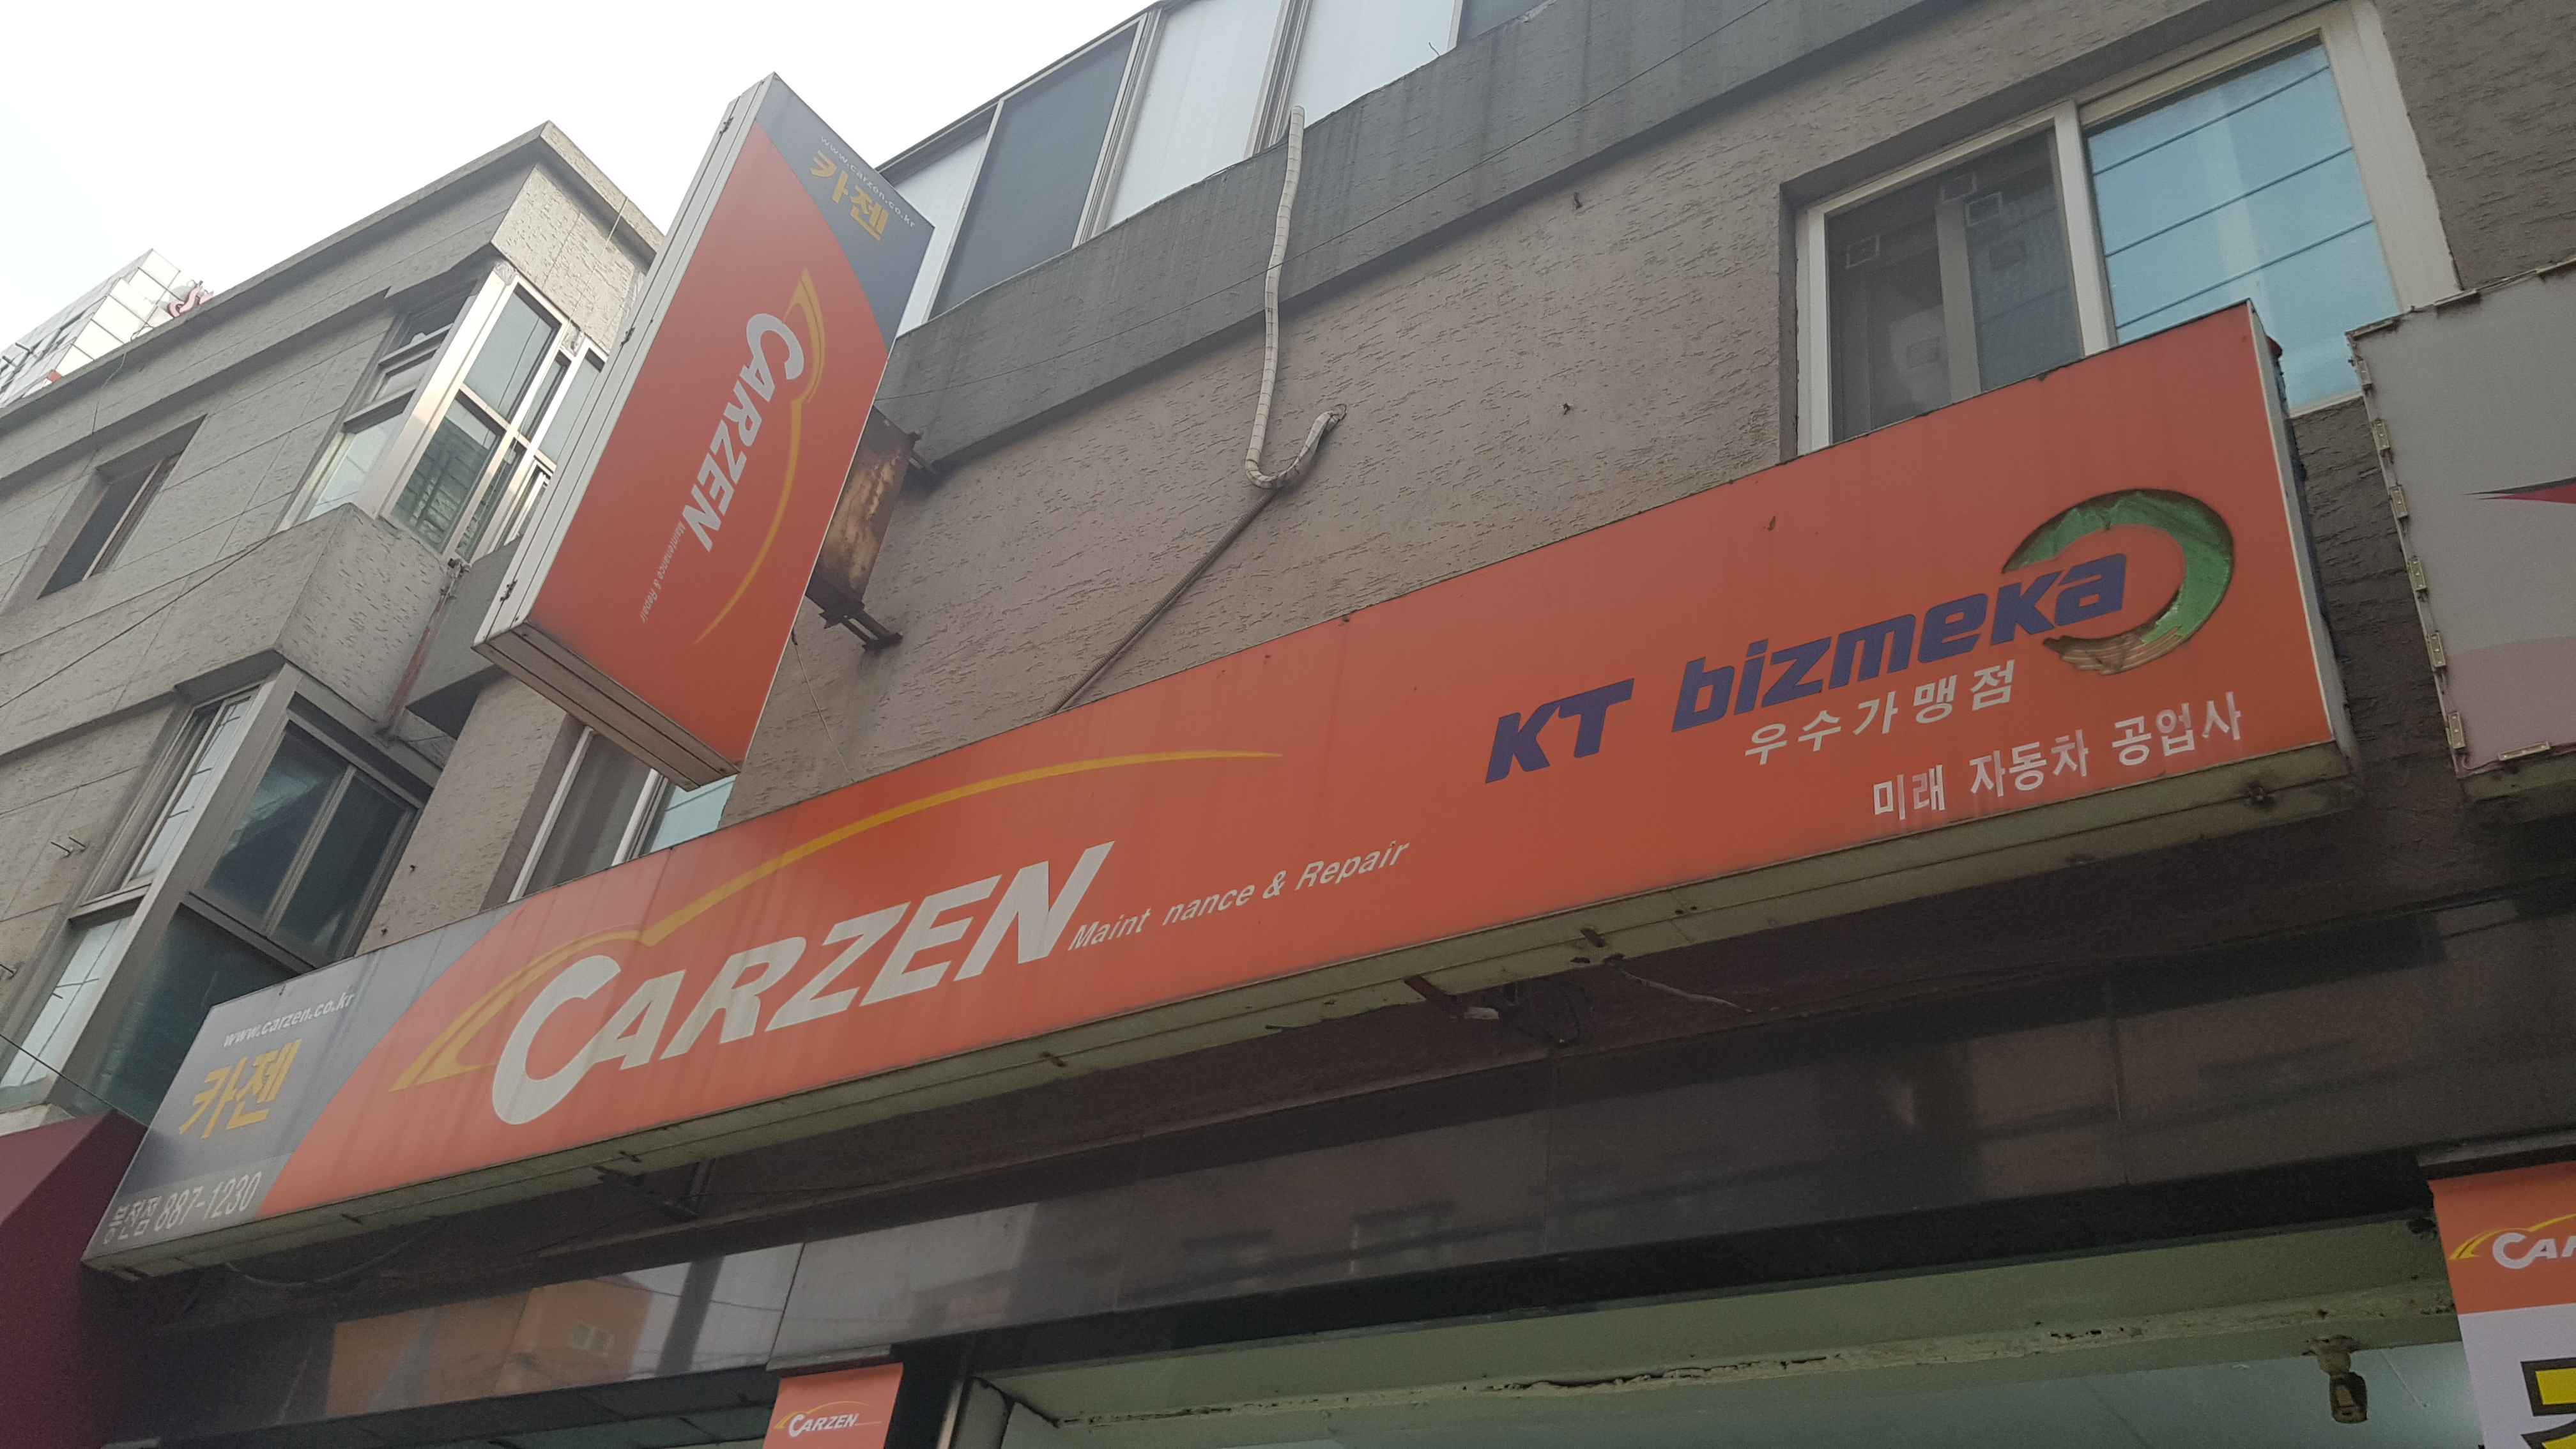 www.carzen.co.kr
카젠
CARZEN
Maintenance & Repair
www.carzen.co.kr
카젠
887-1230
CARZEN
Maint nance & Repair
KT bizmeka
우수가맹점
미래 자동차 공업사
CARZEN
CAR